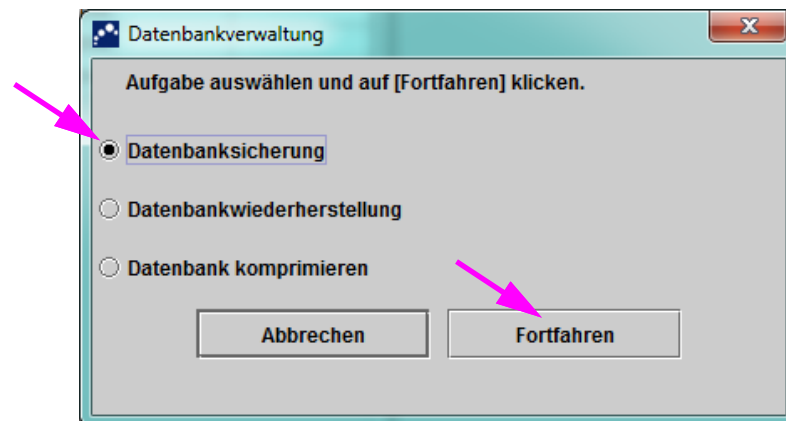 Datenbankverwaltung
Aufgabe auswählen und auf [Fortfahren] klicken.
Datenbanksicherung
Datenbankwiederherstellung
Datenbank komprimieren
Abbrechen Fortfahren